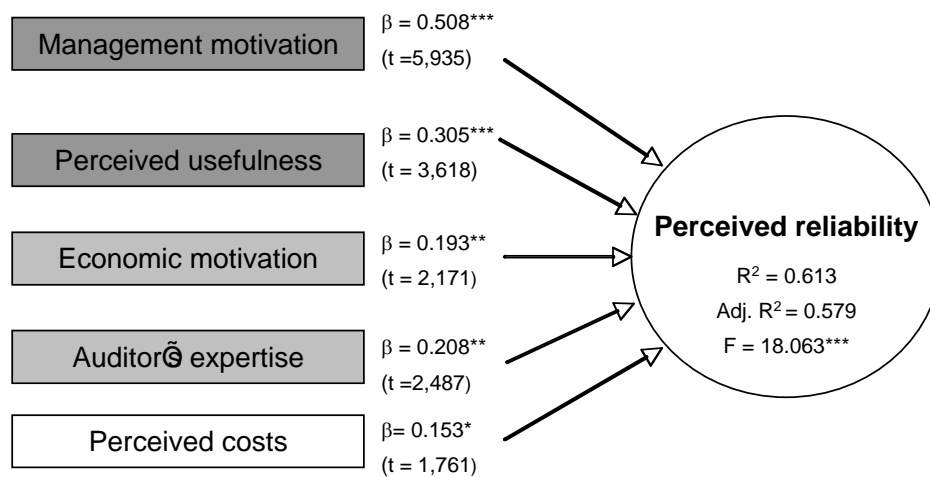 Management motivation
β = 0.508***
(t =5,935)
Perceived usefulness
β = 0.305***
(t = 3,618)
Economic motivation
β = 0.193**
(t = 2,171)
AuditorÕs expertise
β = 0.208**
(t =2,487)
Perceived costs
β= 0.153*
(t = 1,761)
Perceived reliability
R² = 0.613
Adj. R² = 0.579
F = 18.063***